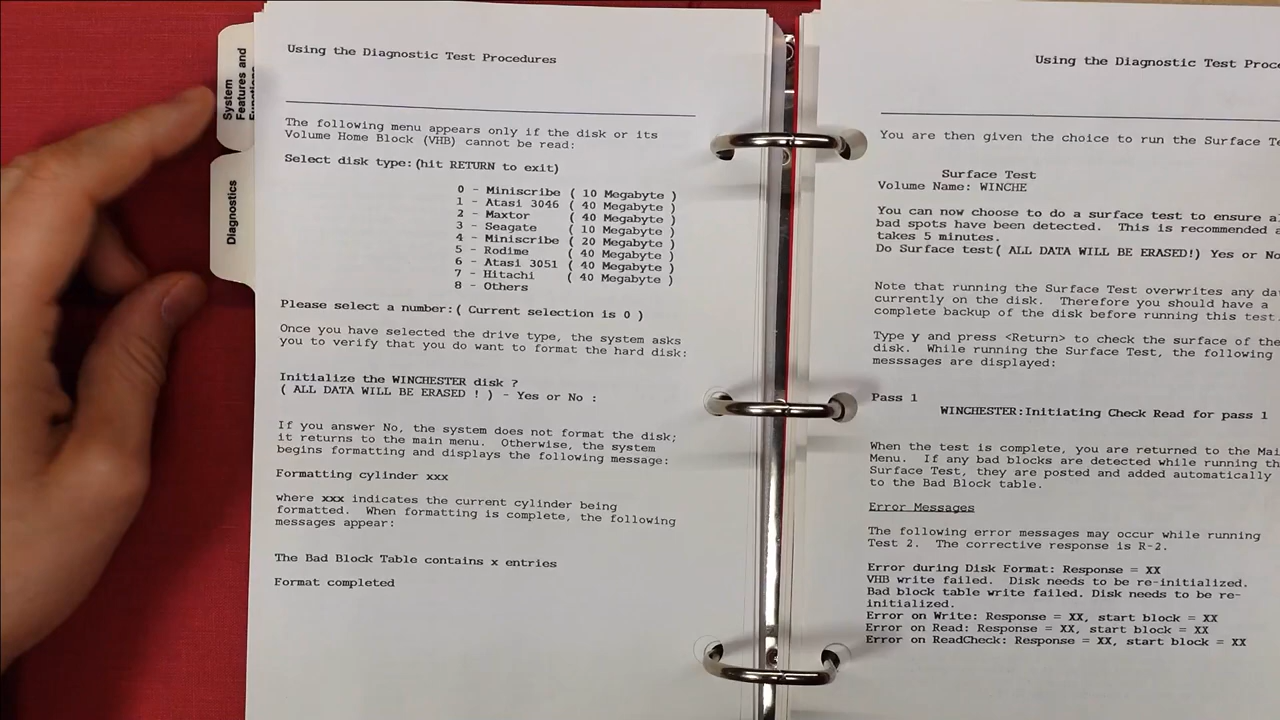 System
Features and
Functions
Diagnostics
Using the Diagnostic Test Procedures
The following menu appears only if the disk or its
Volume Home Block (VHB) cannot be read:
Select disk type:(hit RETURN to exit)
0 - Miniscribe ( 10 Megabyte )
1 - Atasi 3046 ( 40 Megabyte )
2 - Maxtor ( 40 Megabyte )
3 - Seagate ( 10 Megabyte )
4 - Miniscribe ( 20 Megabyte )
5 - Rodime ( 40 Megabyte )
6 - Atasi 3051 ( 40 Megabyte )
7 - Hitachi ( 40 Megabyte )
8 - Others
Please select a number:( Current selection is 0 )
Once you have selected the drive type, the system asks
you to verify that you do want to format the hard disk:
Initialize the WINCHESTER disk ?
( ALL DATA WILL BE ERASED ! ) - Yes or No :
If you answer No, the system does not format the disk;
it returns to the main menu. Otherwise, the system
begins formatting and displays the following message:
Formatting cylinder xxx
where xxx indicates the current cylinder being
formatted. When formatting is complete, the following
messages appear:
The Bad Block Table contains x entries
Format completed
Using the Diagnostic Test Proce
You are then given the choice to run the Surface Te
Surface Test
Volume Name: WINCHE
You can now choose to do a surface test to ensure a
bad spots have been detected. This is recommended a
takes 5 minutes.
Do Surface test( ALL DATA WILL BE ERASED!) Yes or No
Note that running the Surface Test overwrites any da
currently on the disk. Therefore you should have a
complete backup of the disk before running this test.
Type y and press <Return> to check the surface of the
disk. While running the Surface Test, the following
messsages are displayed:
Pass 1
WINCHESTER:Initiating Check Read for pass 1
When the test is complete, you are returned to the Mai
Menu. If any bad blocks are detected while running th
Surface Test, they are posted and added automatically
to the Bad Block table.
Error Messages
The following error messages may occur while running
Test 2. The corrective response is R-2.
Error during Disk Format: Response = XX
VHB write failed. Disk needs to be re-initialized.
Bad block table write failed. Disk needs to be re-
initialized.
Error on Write: Response = XX, start block = XX
Error on Read: Response = XX, start block = XX
Error on ReadCheck: Response = XX, start block = XX